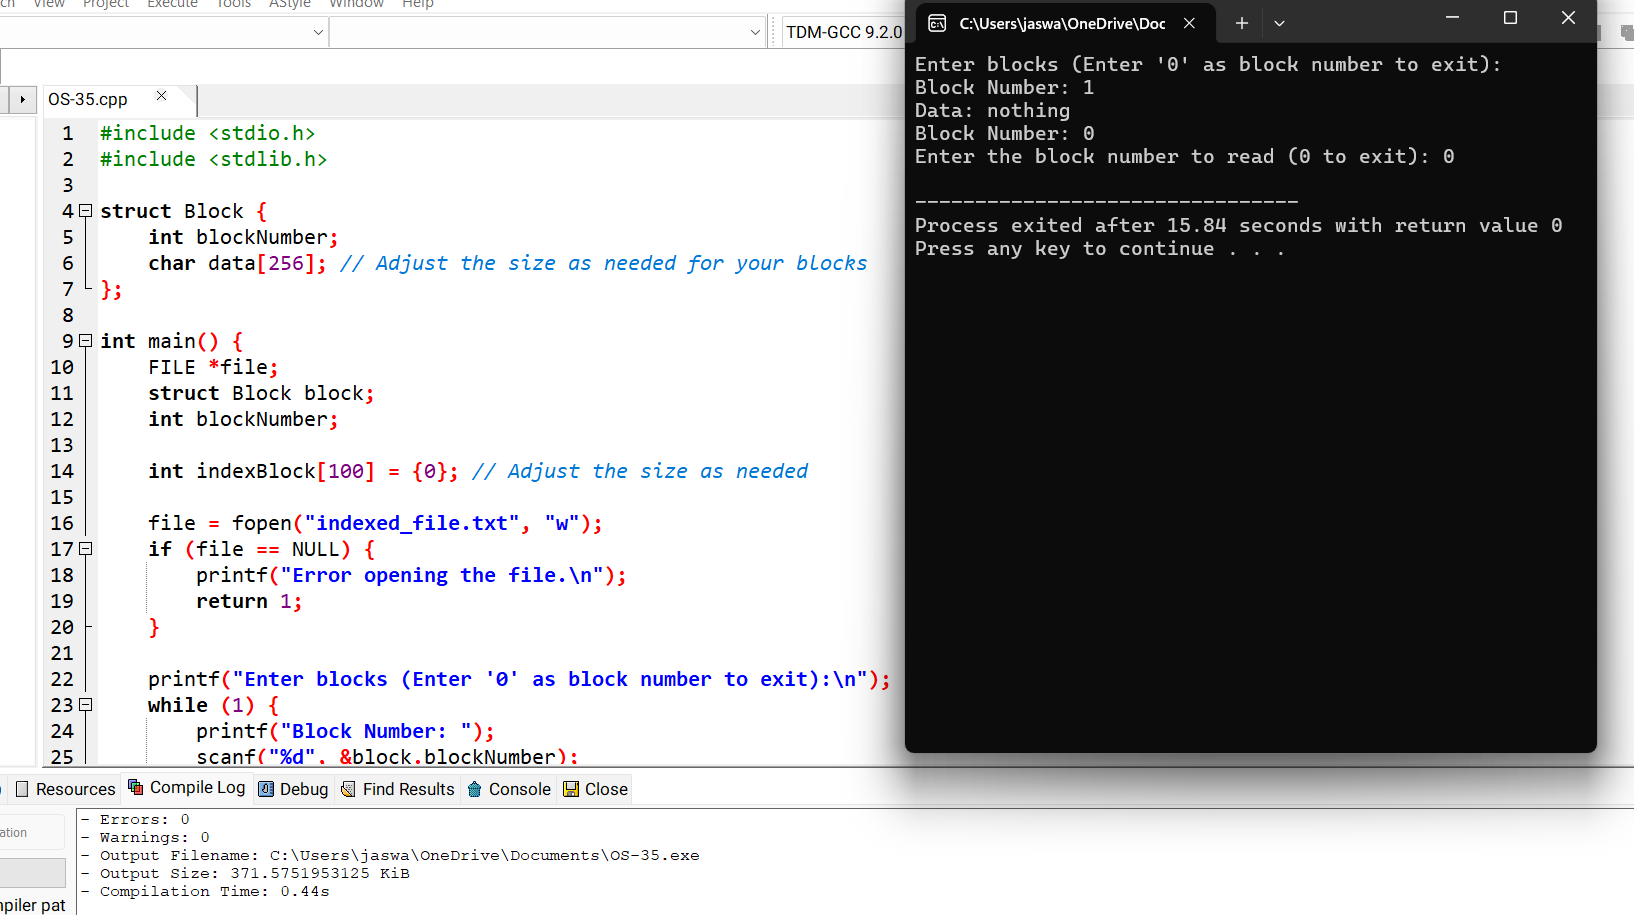 View Project Execute Tools AStyle Window Help
TDM-GCC 9.2.0
OS-35.cpp
1 #include <stdio.h>
2 #include <stdlib.h>
3
4 struct Block {
5 int blockNumber;
6 char data[256]; // Adjust the size as needed for your blocks
7 };
8
9 int main() {
10 FILE *file;
11 struct Block block;
12 int blockNumber;
13
14 int indexBlock[100] = {0}; // Adjust the size as needed
15
16 file = fopen("indexed_file.txt", "w");
17 if (file == NULL) {
18 printf("Error opening the file.\n");
19 return 1;
20 }
21
22 printf("Enter blocks (Enter '0' as block number to exit):\n");
23 while (1) {
24 printf("Block Number: ");
25 scanf("%d", &block.blockNumber);
C:\Users\jaswa\OneDrive\Doc
Enter blocks (Enter '0' as block number to exit):
Block Number: 1
Data: nothing
Block Number: 0
Enter the block number to read (0 to exit): 0
--------------------------------
Process exited after 15.84 seconds with return value 0
Press any key to continue . . .
Resources Compile Log Debug Find Results Console Close
- Errors: 0
- Warnings: 0
- Output Filename: C:\Users\jaswa\OneDrive\Documents\OS-35.exe
- Output Size: 371.5751953125 KiB
- Compilation Time: 0.44s